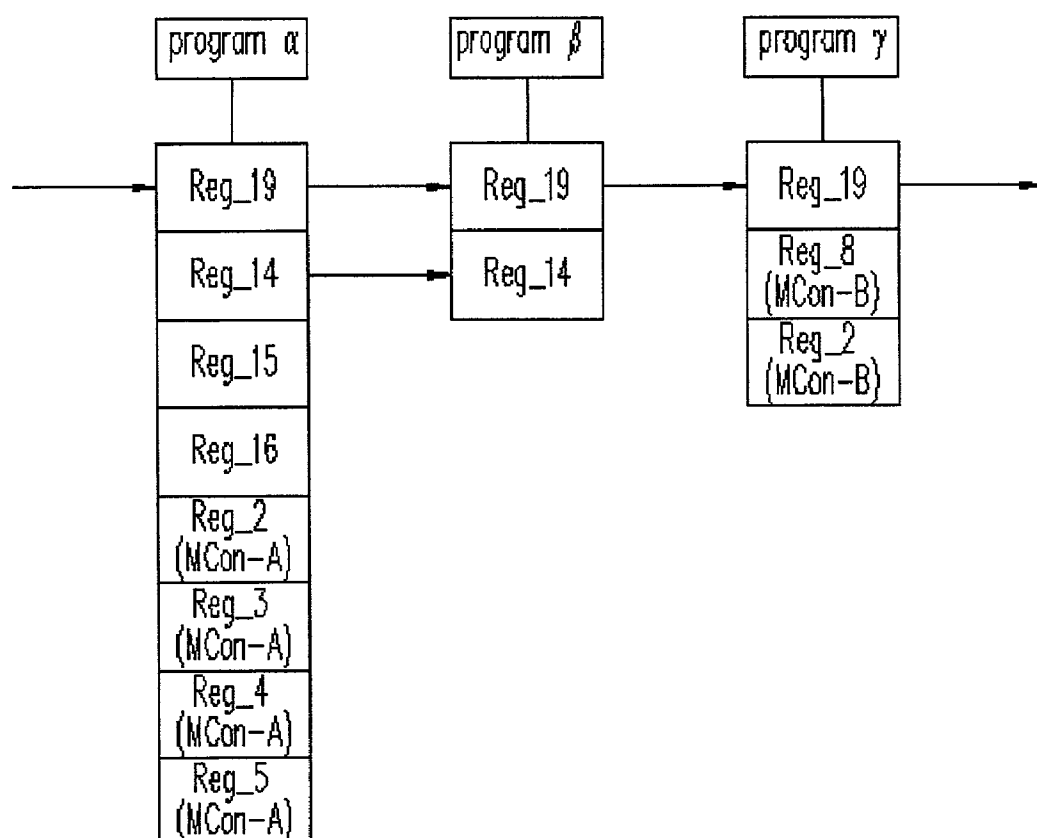 program α
program β
program γ
Reg_19
Reg_19
Reg_19
Reg_14
Reg_14
Reg_8
(MCon-B)
Reg_15
Reg_2
(MCon-B)
Reg_16
Reg_2
(MCon-A)
Reg_3
(MCon-A)
Reg_4
(MCon-A)
Reg_5
(MCon-A)